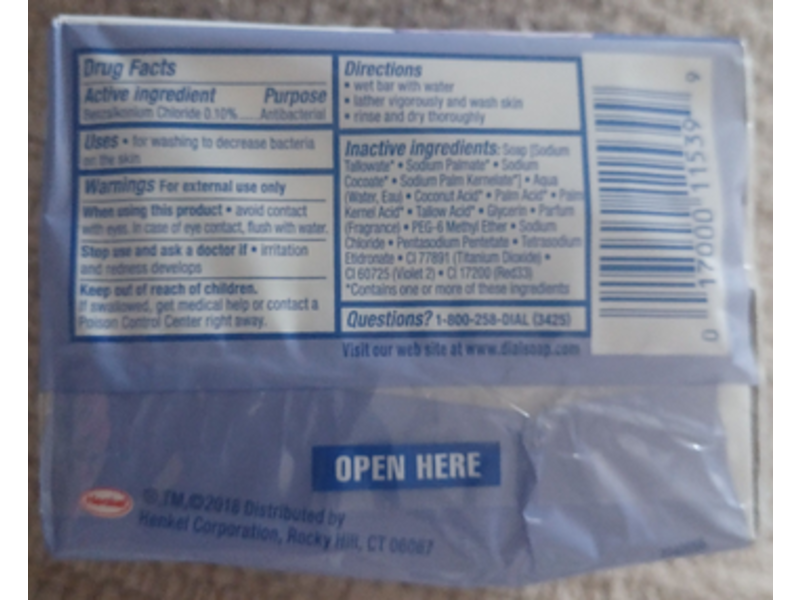 Drug Facts
Active ingredient Purpose
Benzalkonium Chloride 0.10%.....Antibacterial
Uses • for washing to decrease bacteria
on the skin
Warnings For external use only
When using this product • avoid contact
with eyes. In case of eye contact, flush with water.
Stop use and ask a doctor if • irritation
and redness develops
Keep out of reach of children.
If swallowed, get medical help or contact a
Poison Control Center right away.
Directions
• wet bar with water
• lather vigorously and wash skin
• rinse and dry thoroughly
Inactive ingredients: Soap [Sodium
Tallowate* • Sodium Palmate* • Sodium
Cocoate* • Sodium Palm Kernelate*] • Aqua
(Water, Eau) • Coconut Acid* • Palm Acid* • Palm
Kernel Acid* • Tallow Acid* • Glycerin • Parfum
(Fragrance) • PEG-6 Methyl Ether • Sodium
Chloride • Pentasodium Pentetate • Tetrasodium
Etidronate • CI 77891 (Titanium Dioxide) •
CI 60725 (Violet 2) • CI 17200 (Red33)
*Contains one or more of these ingredients
Questions? 1-800-258-DIAL (3425)
Visit our web site at www.dialsoap.com
0 17000 11539 9
OPEN HERE
Henkel
®,TM,©2016 Distributed by
Henkel Corporation, Rocky Hill, CT 06067